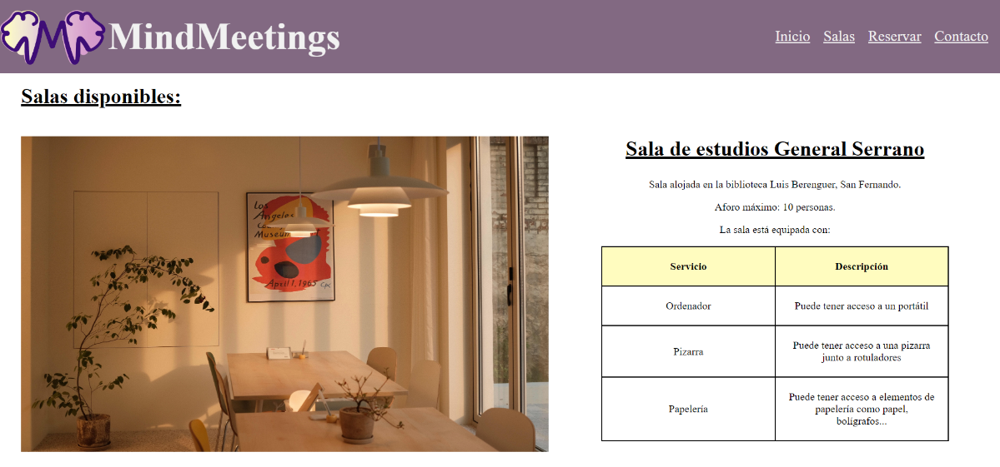 MindMeetings
Inicio Salas Reservar Contacto
Salas disponibles:
Los
Angeles
Museum
April 1, 1965 cpc
Sala de estudios General Serrano
Sala alojada en la biblioteca Luis Berenguer, San Fernando.
Aforo máximo: 10 personas.
La sala está equipada con:
Servicio Descripción
Ordenador Puede tener acceso a un portátil
Pizarra Puede tener acceso a una pizarra
junto a rotuladores
Papelería Puede tener acceso a elementos de
papelería como papel,
bolígrafos...